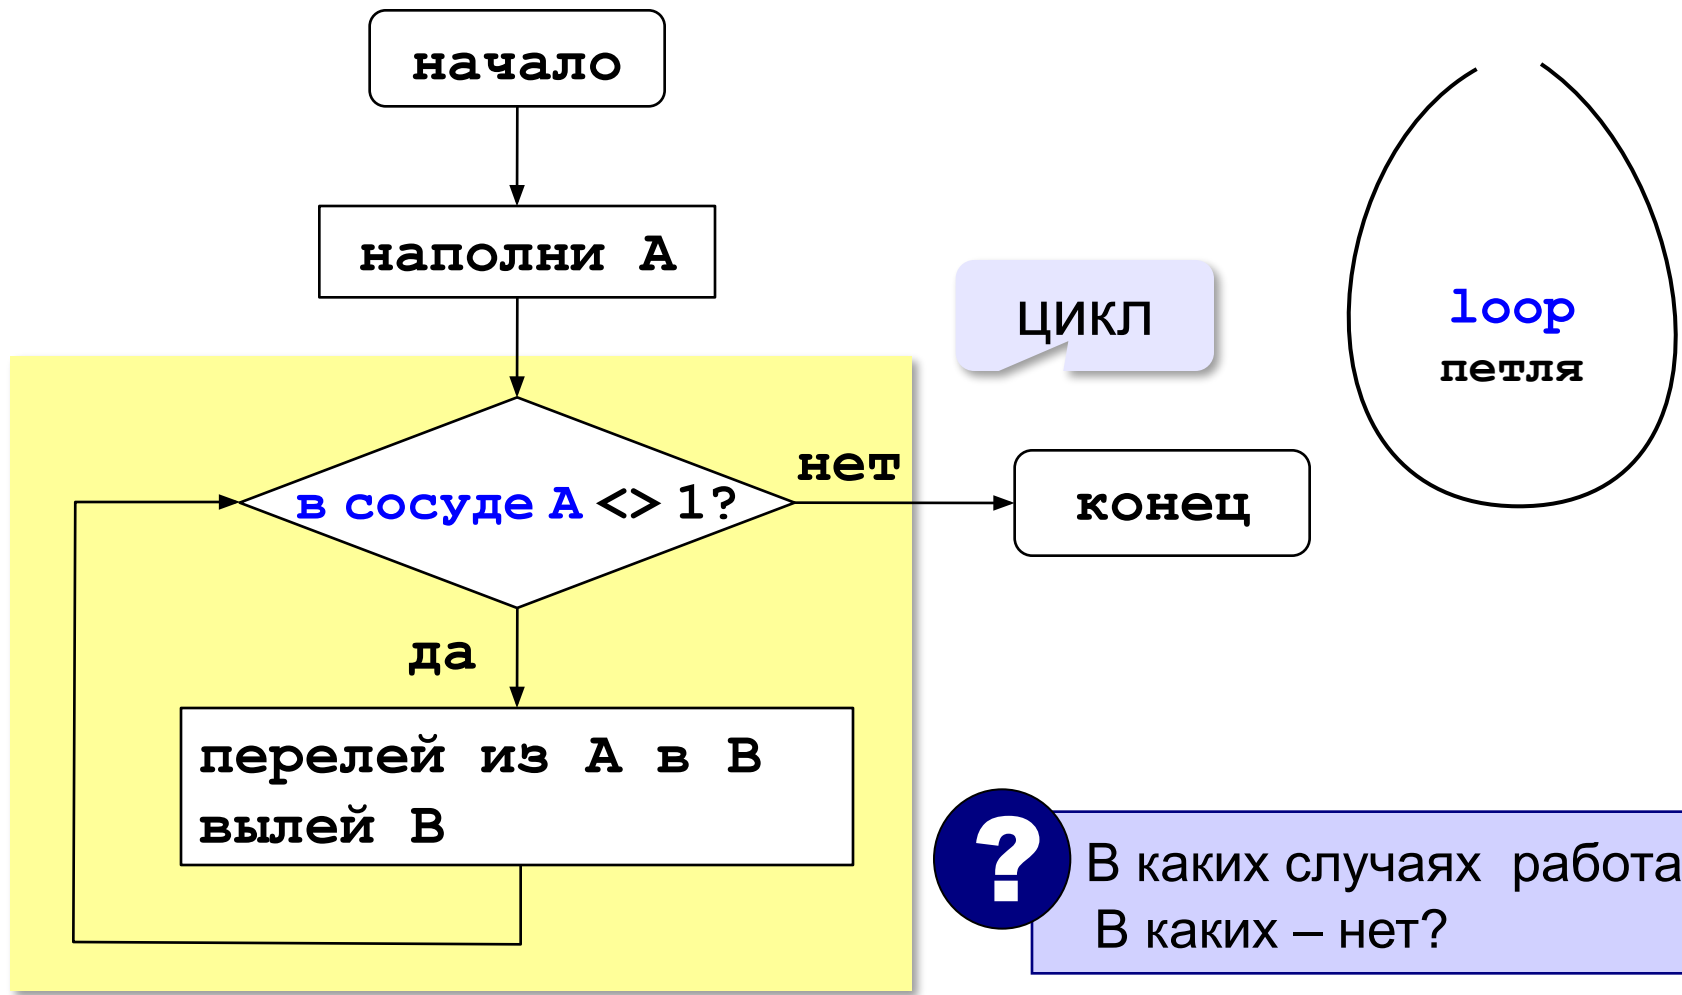 начало
наполни A
цикл
loop
петля
в сосуде A <> 1?
нет
конец
да
перелей из A в B
вылей B
?
В каких случаях работа
В каких – нет?